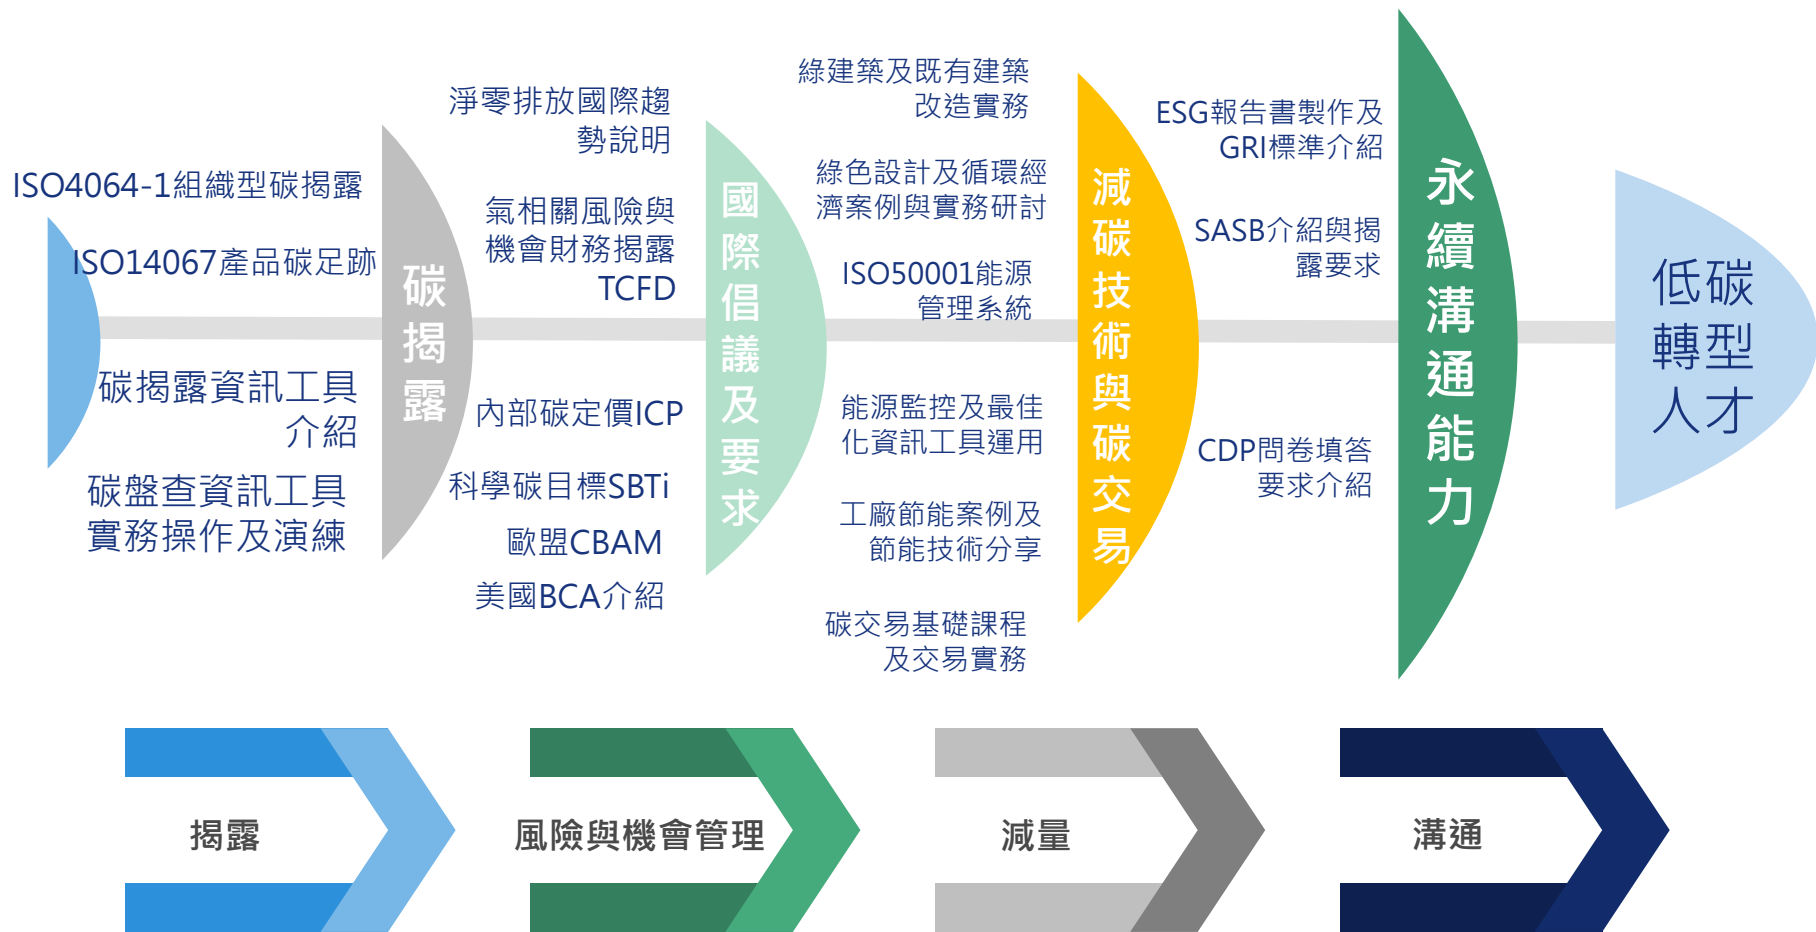 ISO4064-1組織型碳揭露
ISO14067產品碳足跡
碳揭露資訊工具
介紹
碳盤查資訊工具
實務操作及演練
碳揭露
淨零排放國際趨
勢說明
氣相關風險與
機會財務揭露
TCFD
內部碳定價ICP
科學碳目標SBTi
歐盟CBAM
美國BCA介紹
國際倡議及要求
綠建築及既有建築
改造實務
綠色設計及循環經
濟案例與實務研討
ISO50001能源
管理系統
能源監控及最佳
化資訊工具運用
工廠節能案例及
節能技術分享
碳交易基礎課程
及交易實務
減碳技術與碳交易
ESG報告書製作及
GRI標準介紹
SASB介紹與揭
露要求
CDP問卷填答
要求介紹
永續溝通能力
低碳
轉型
人才
揭露
風險與機會管理
減量
溝通